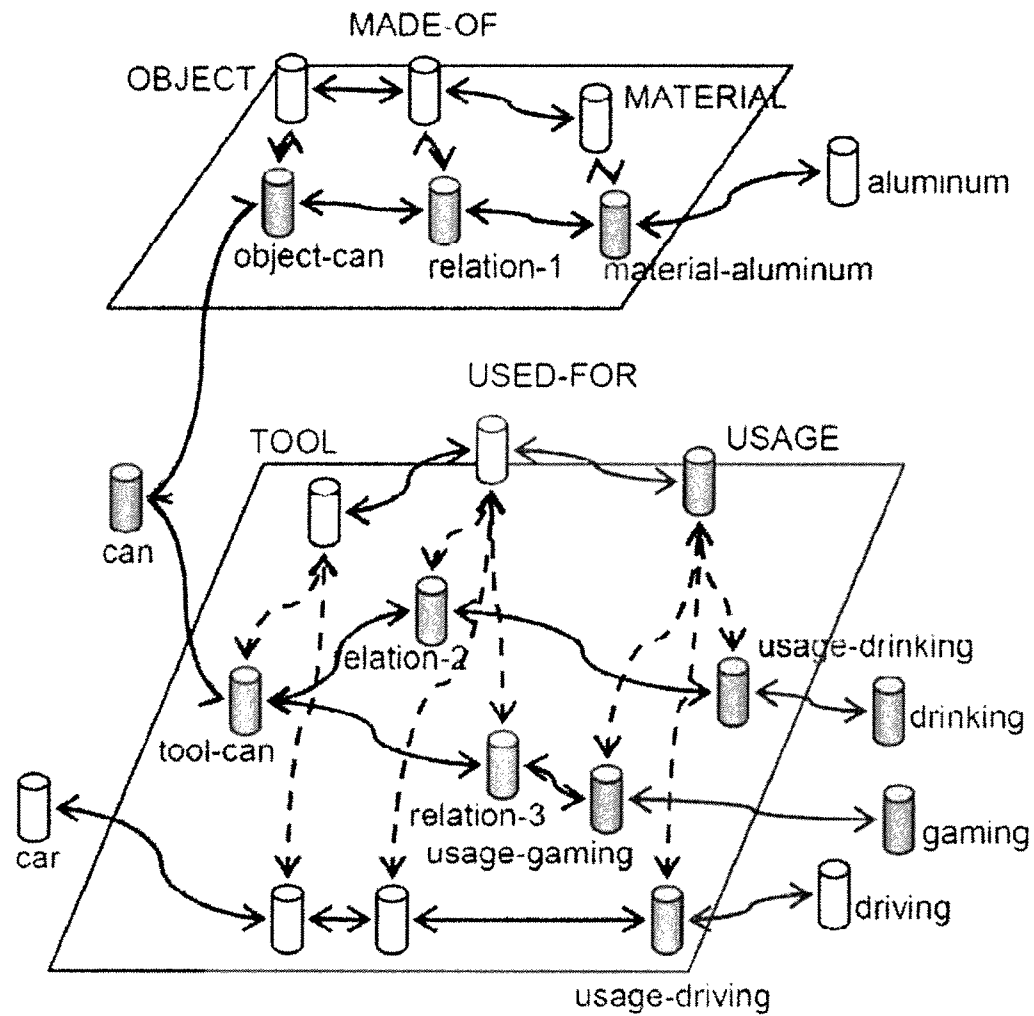 MADE-OF
OBJECT
MATERIAL
aluminum
object-can
relation-1
material-aluminum
USED-FOR
TOOL
USAGE
can
elation-2
usage-drinking
drinking
tool-can
relation-3
gaming
car
usage-gaming
driving
usage-driving